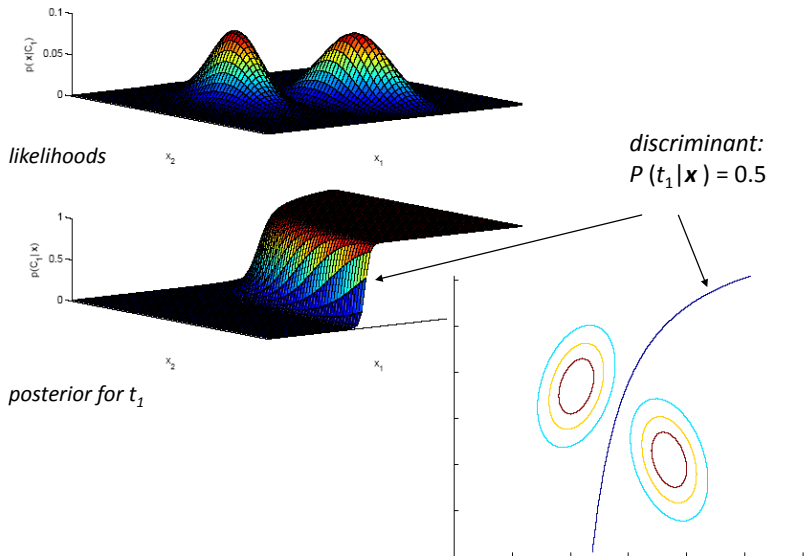 0.1
0.05
0
p( x|C₁)
likelihoods
x₂
x₁
discriminant:
P (t₁|x ) = 0.5
1
0.5
0
p(C₁| x)
x₂
x₁
posterior for t₁